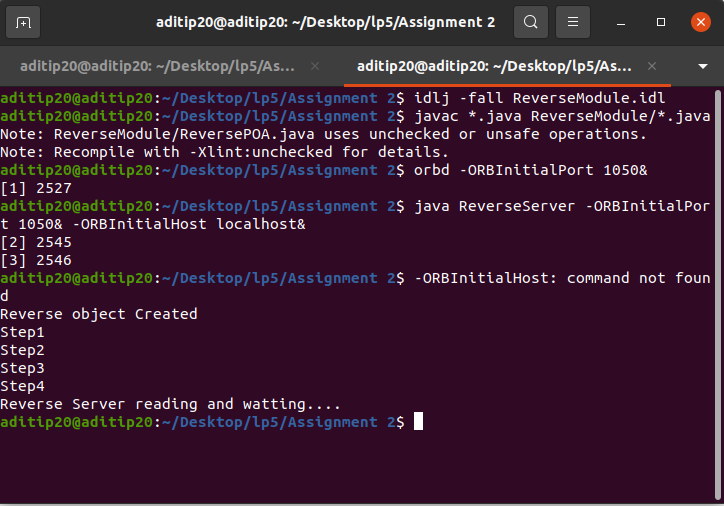 aditip20@aditip20: ~/Desktop/lp5/Assignment 2
aditip20@aditip20: ~/Desktop/lp5/As...
aditip20@aditip20: ~/Desktop/lp5/As...
aditip20@aditip20:~/Desktop/lp5/Assignment 2$ idlj -fall ReverseModule.idl
aditip20@aditip20:~/Desktop/lp5/Assignment 2$ javac *.java ReverseModule/*.java
Note: ReverseModule/ReversePOA.java uses unchecked or unsafe operations.
Note: Recompile with -Xlint:unchecked for details.
aditip20@aditip20:~/Desktop/lp5/Assignment 2$ orbd -ORBInitialPort 1050&
[1] 2527
aditip20@aditip20:~/Desktop/lp5/Assignment 2$ java ReverseServer -ORBInitialPor
t 1050& -ORBInitialHost localhost&
[2] 2545
[3] 2546
aditip20@aditip20:~/Desktop/lp5/Assignment 2$ -ORBInitialHost: command not foun
d
Reverse object Created
Step1
Step2
Step3
Step4
Reverse Server reading and watting....
aditip20@aditip20:~/Desktop/lp5/Assignment 2$